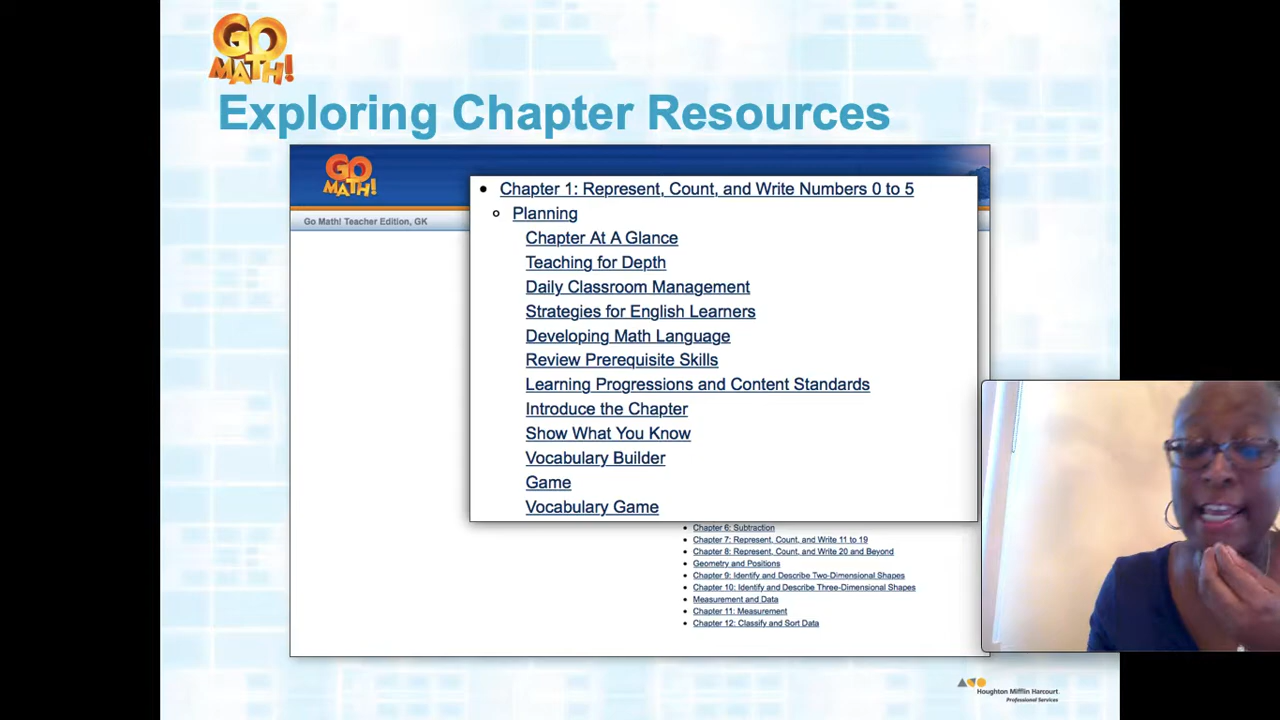 GO
MATH!
Exploring Chapter Resources
GO
MATH!
Go Math! Teacher Edition, GK
Chapter 1: Represent, Count, and Write Numbers 0 to 5
Planning
Chapter At A Glance
Teaching for Depth
Daily Classroom Management
Strategies for English Learners
Developing Math Language
Review Prerequisite Skills
Learning Progressions and Content Standards
Introduce the Chapter
Show What You Know
Vocabulary Builder
Game
Vocabulary Game
Chapter 6: Subtraction
Chapter 7: Represent, Count, and Write 11 to 19
Chapter 8: Represent, Count, and Write 20 and Beyond
Geometry and Positions
Chapter 9: Identify and Describe Two-Dimensional Shapes
Chapter 10: Identify and Describe Three-Dimensional Shapes
Measurement and Data
Chapter 11: Measurement
Chapter 12: Classify and Sort Data
Houghton Mifflin Harcourt
Professional Services